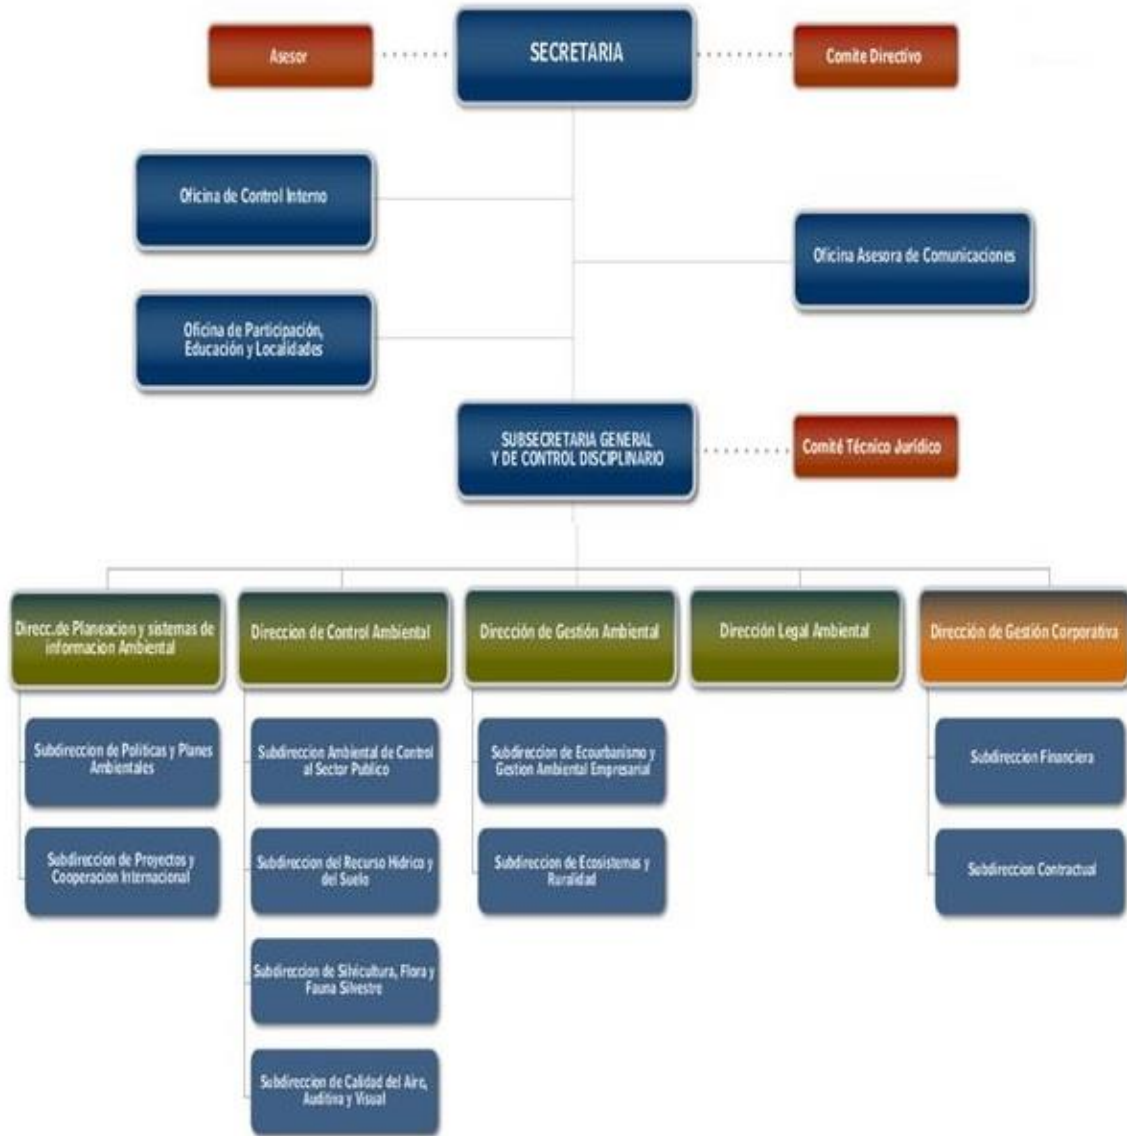 Asesor
SECRETARIA
Comite Directivo
Oficina de Control Interno
Oficina Asesora de Comunicaciones
Oficina de Participación,
Educación y Localidades
SUBSECRETARIA GENERAL
Y DE CONTROL DISCIPLINARIO
Comité Técnico Jurídico
Direcc.de Planeacion y sistemas de
informacion Ambiental
Direccion de Control Ambiental
Dirección de Gestión Ambiental
Dirección Legal Ambiental
Dirección de Gestión Corporativa
Subdireccion de Políticas y Planes
Ambientales
Subdireccion de Proyectos y
Cooperacion Internacional
Subdireccion Ambiental de Control
al Sector Publico
Subdireccion del Recurso Hídrico y
del Suelo
Subdireccion de Silvicultura, Flora y
Fauna Silvestre
Subdireccion de Calidad del Aire,
Auditiva y Visual
Subdireccion de Ecourbanismo y
Gestion Ambiental Empresarial
Subdireccion de Ecosistemas y
Ruralidad
Subdireccion Financiera
Subdireccion Contractual